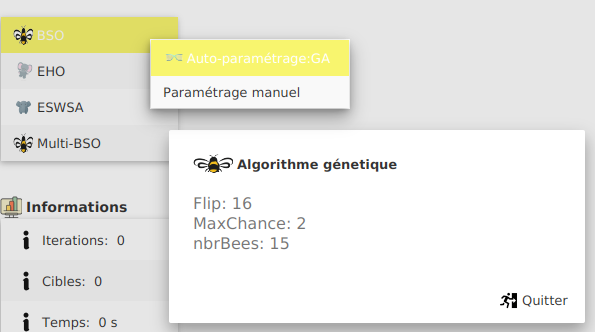 BSO
Auto-paramétrage:GA
EHO
Paramétrage manuel
ESWSA
Multi-BSO
Algorithme génetique
Flip: 16
MaxChance: 2
nbrBees: 15
Quitter
Informations
Iterations: 0
Cibles: 0
Temps: 0 s